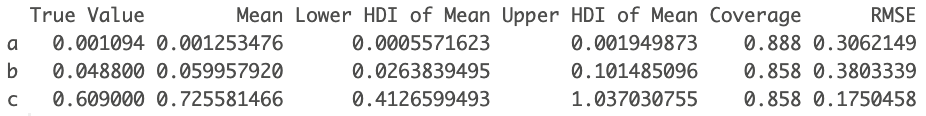 True Value Mean Lower HDI of Mean Upper HDI of Mean Coverage RMSE
a 0.001094 0.001253476 0.0005571623 0.001949873 0.888 0.3062149
b 0.048800 0.059957920 0.0263839495 0.101485096 0.858 0.3803339
c 0.609000 0.725581466 0.4126599493 1.037030755 0.858 0.1750458